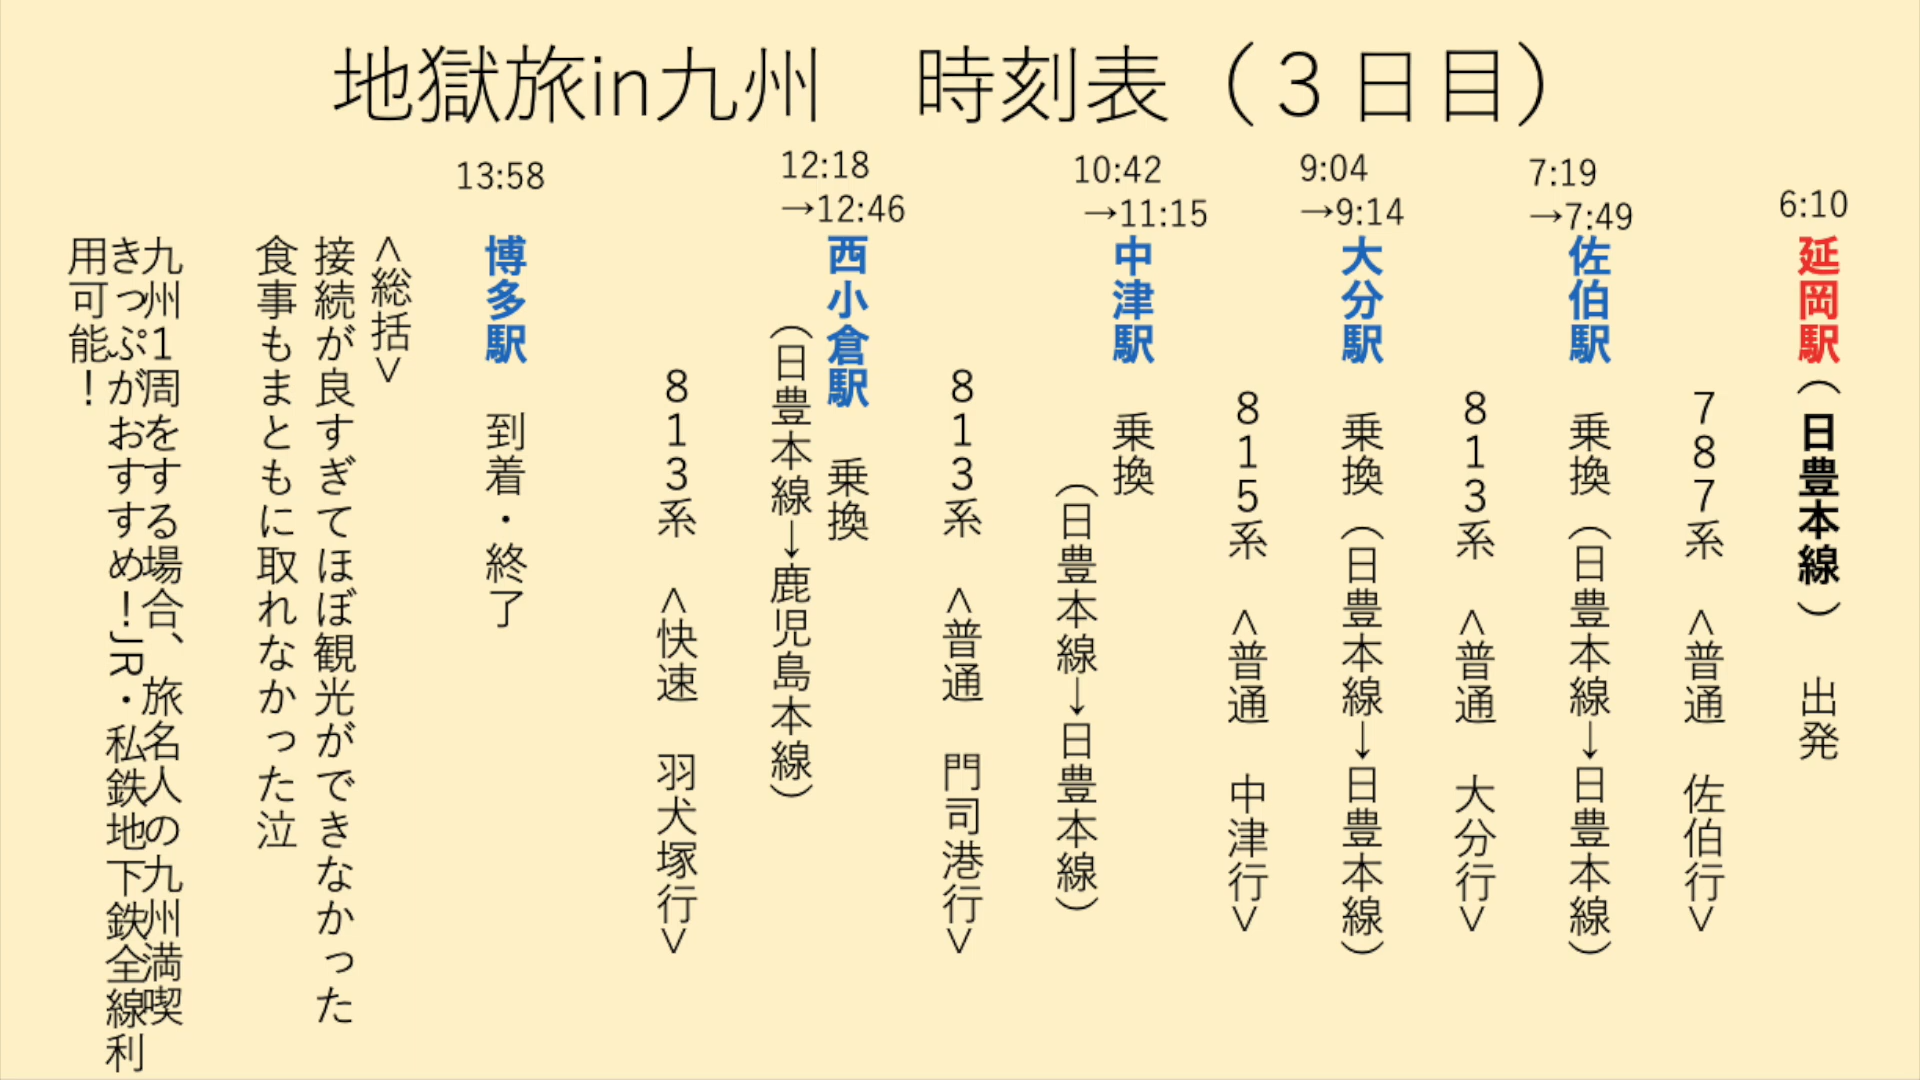 地獄旅in九州　時刻表（３日目）
6:10
延岡駅（日豊本線）　出発
７８７系　<普通　佐伯行>
7:19
→7:49
佐伯駅　乗換（日豊本線→日豊本線）
８１３系　<普通　大分行>
9:04
→9:14
大分駅　乗換（日豊本線→日豊本線）
８１５系　<普通　中津行>
10:42
→11:15
中津駅　乗換
（日豊本線→日豊本線）
８１３系　<普通　門司港行>
12:18
→12:46
西小倉駅　乗換
（日豊本線→鹿児島本線）
８１３系　<快速　羽犬塚行>
13:58
博多駅　到着・終了
<総括>
接続が良すぎてほぼ観光ができなかった
食事もまともに取れなかった泣
九州1周をする場合、旅名人の九州満喫
きっぷがおすすめ！JR・私鉄地下鉄全線利
用可能！